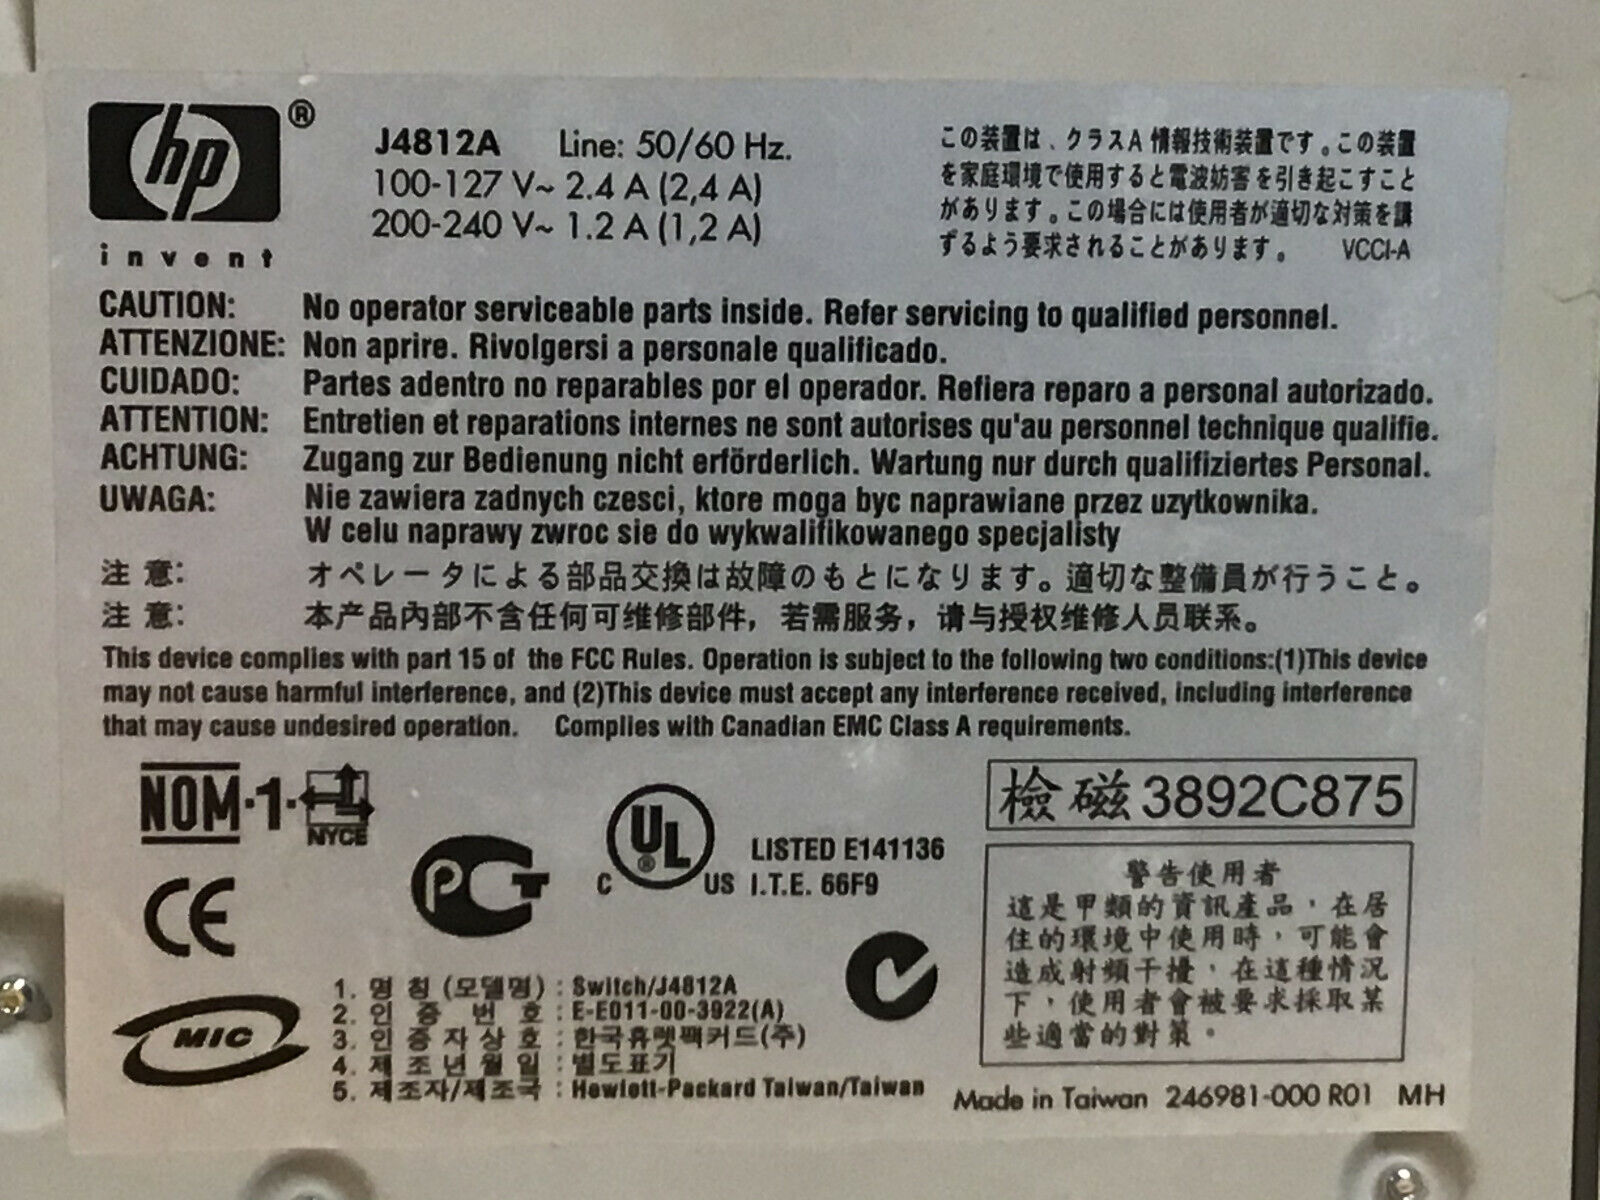 hp ®
invent
J4812A Line: 50/60 Hz.
100-127 V~ 2.4 A (2,4 A)
200-240 V~ 1.2 A (1,2 A)
この装置は、クラスA情報技術装置です。この装置
を家庭環境で使用すると電波妨害を引き起こすこと
があります。この場合には使用者が適切な対策を講
ずるよう要求されることがあります。 VCCI-A
CAUTION: No operator serviceable parts inside. Refer servicing to qualified personnel.
ATTENZIONE: Non aprire. Rivolgersi a personale qualificado.
CUIDADO: Partes adentro no reparables por el operador. Refiera reparo a personal autorizado.
ATTENTION: Entretien et reparations internes ne sont autorises qu'au personnel technique qualifie.
ACHTUNG: Zugang zur Bedienung nicht erförderlich. Wartung nur durch qualifiziertes Personal.
UWAGA: Nie zawiera zadnych czesci, ktore moga byc naprawiane przez uzytkownika.
W celu naprawy zwroc sie do wykwalifikowanego specjalisty
注 意: オペレータによる部品交換は故障のもとになります。適切な整備員が行うこと。
注 意: 本产品内部不含任何可维修部件，若需服务，请与授权维修人员联系。
This device complies with part 15 of the FCC Rules. Operation is subject to the following two conditions:(1)This device
may not cause harmful interference, and (2)This device must accept any interference received, including interference
that may cause undesired operation. Complies with Canadian EMC Class A requirements.
NOM-1-
NYCE
PCT
C UL ® US
LISTED E141136
I.T.E. 66F9
CE
檢磁3892C875
警告使用者
這是甲類的資訊產品，在居
住的環境中使用時，可能會
造成射頻干擾，在這種情況
下，使用者會被要求採取某
些適當的對策。
MIC
1. 명 칭 (모델명) : Switch/J4812A
2. 인 증 번 호 : E-E011-00-3922(A)
3. 인 증 자 상 호 : 한국휴렛팩커드(주)
4. 제 조 년 월 일 : 별도표기
5. 제조자/제조국 : Hewlett-Packard Taiwan/Taiwan
Made in Taiwan 246981-000 R01 MH